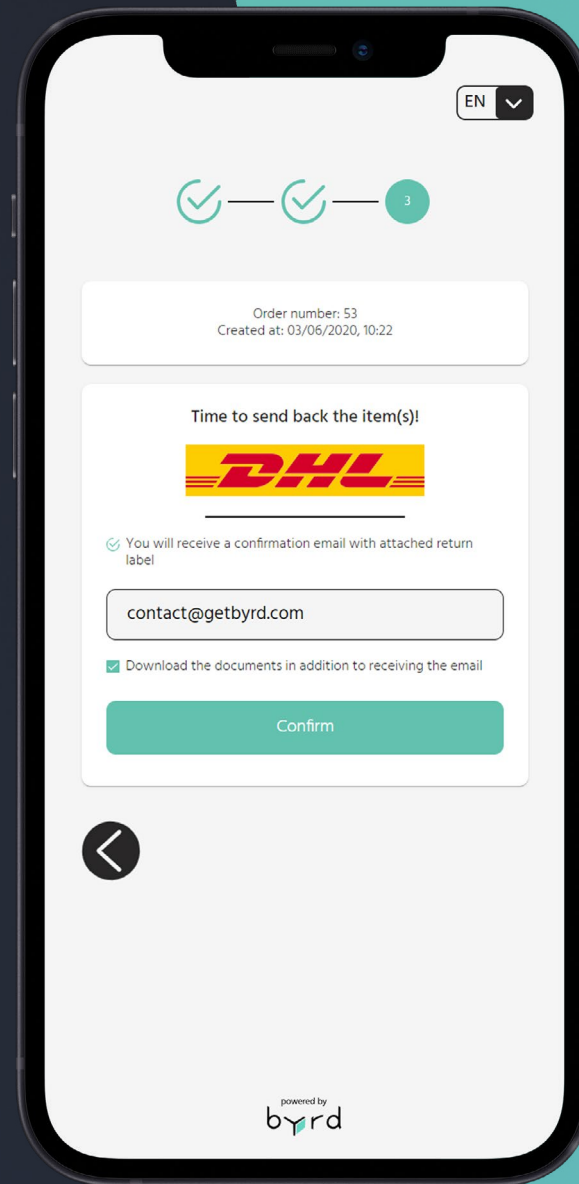 EN
3
Order number: 53
Created at: 03/06/2020, 10:22
Time to send back the item(s)!
DHL
You will receive a confirmation email with attached return
label
contact@getbyrd.com
Download the documents in addition to receiving the email
Confirm
powered by
byrd